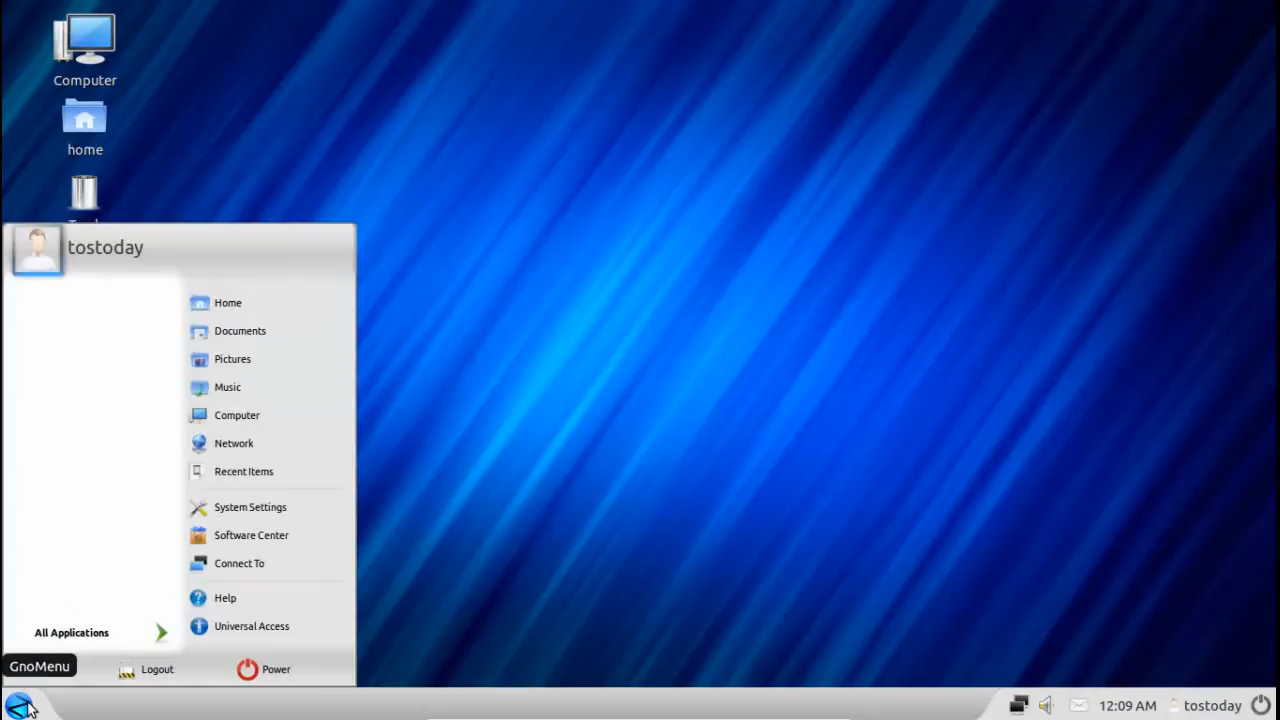 Computer
home
tostoday
Home
Documents
Pictures
Music
Computer
Network
Recent Items
System Settings
Software Center
Connect To
Help
Universal Access
All Applications
GnoMenu
Logout
Power
12:09 AM
tostoday